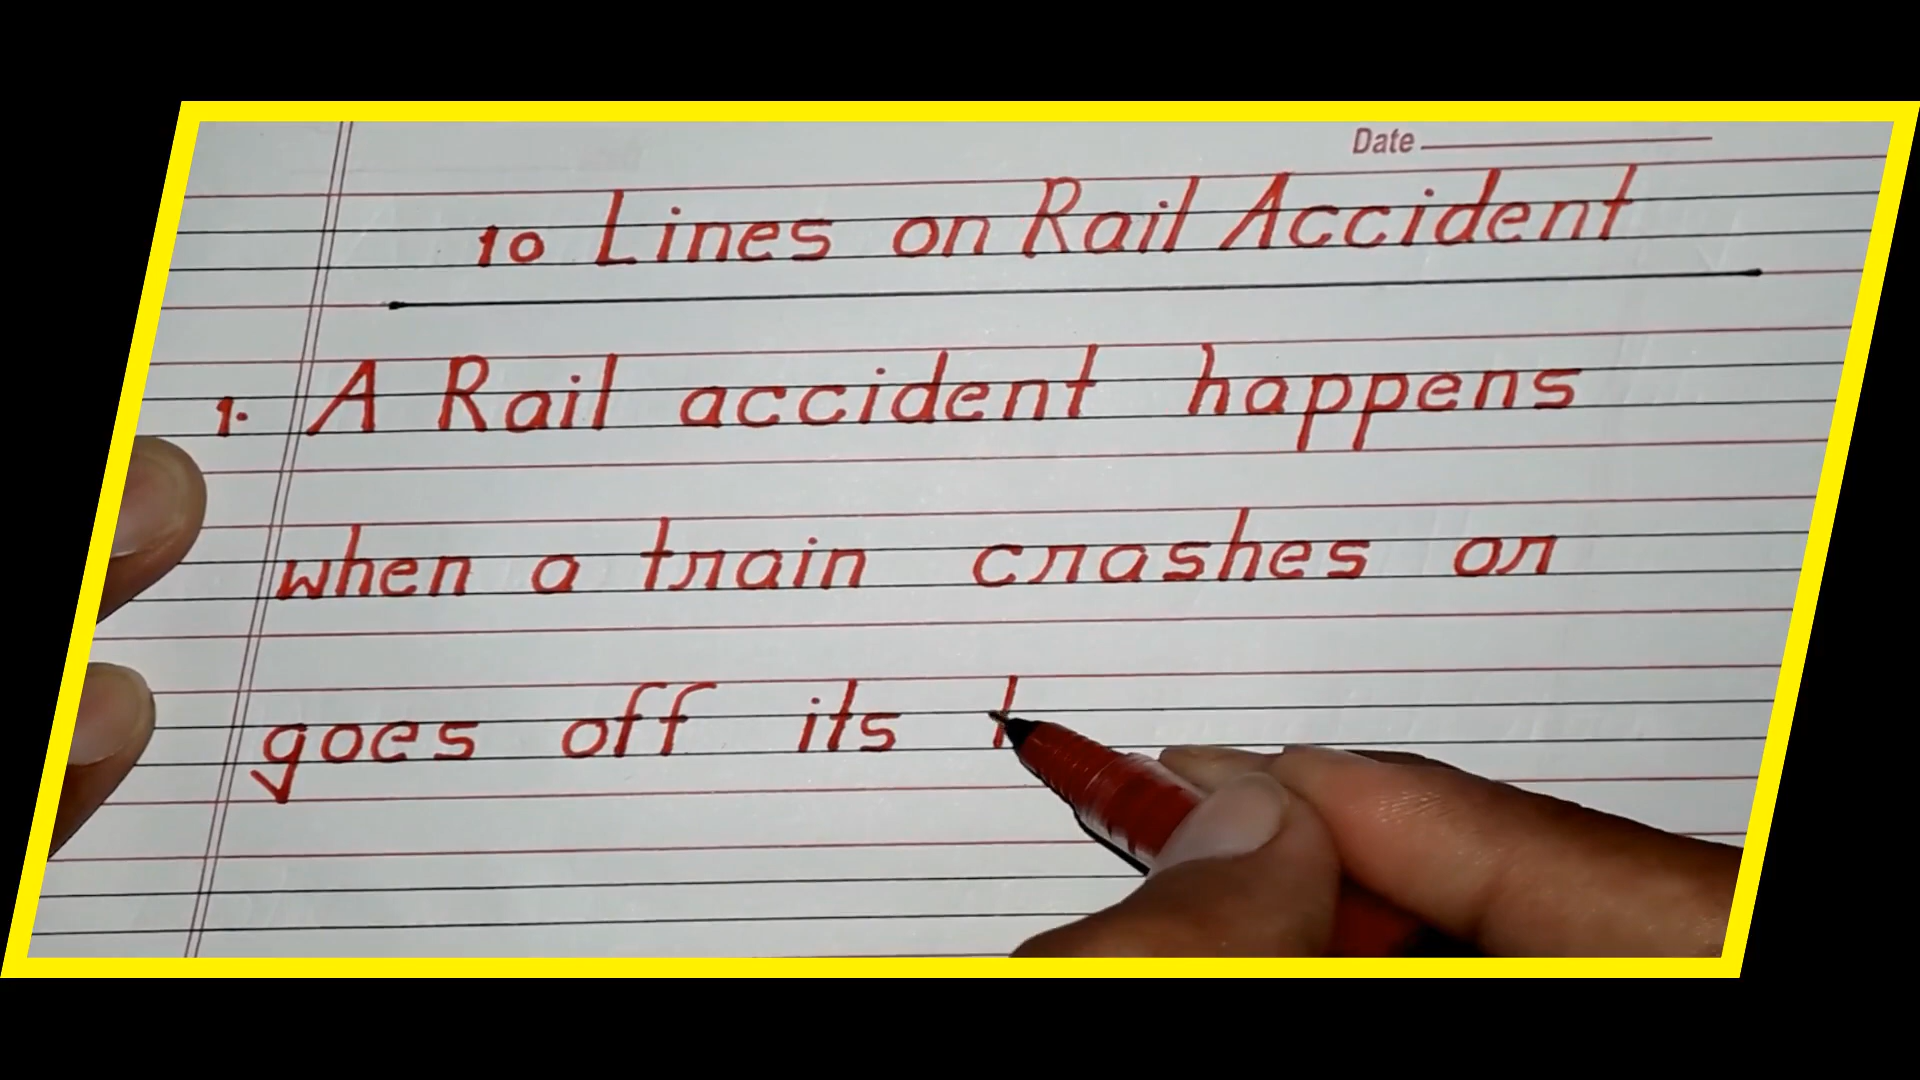 Date
10 Lines on Rail Accident
1. A Rail accident happens
when a train crashes or
goes off its